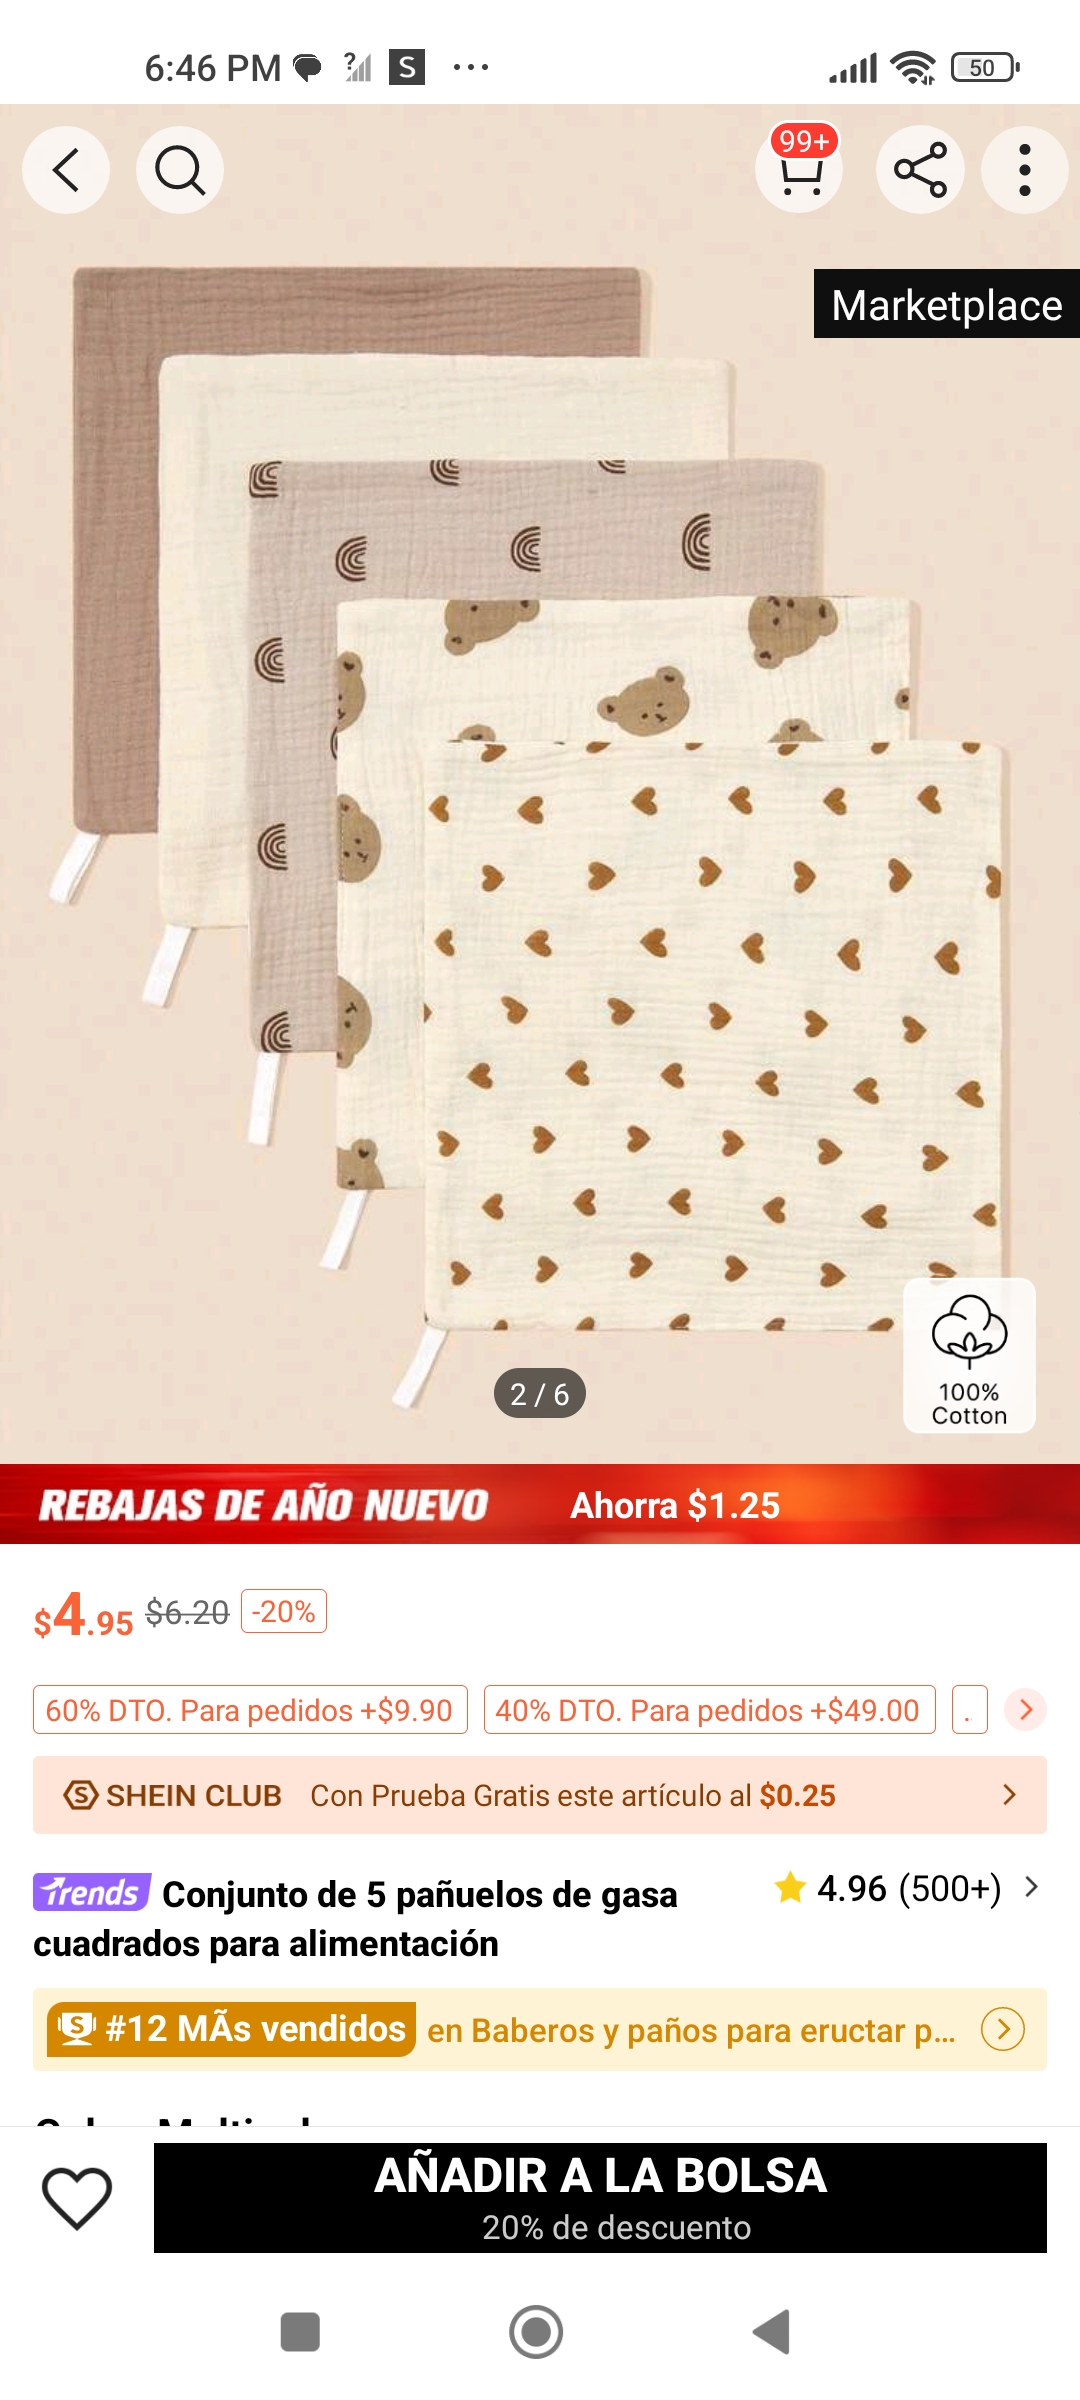 6:46 PM ? S ...
50
99+
Marketplace
100%
Cotton
2 / 6
REBAJAS DE AÑO NUEVO Ahorra $1.25
$4.95 $6.20 -20%
60% DTO. Para pedidos +$9.90 40% DTO. Para pedidos +$49.00 .
S SHEIN CLUB Con Prueba Gratis este artículo al $0.25
Trends Conjunto de 5 pañuelos de gasa
cuadrados para alimentación
4.96 (500+)
S #12 MÃs vendidos en Baberos y paños para eructar p...
AÑADIR A LA BOLSA
20% de descuento